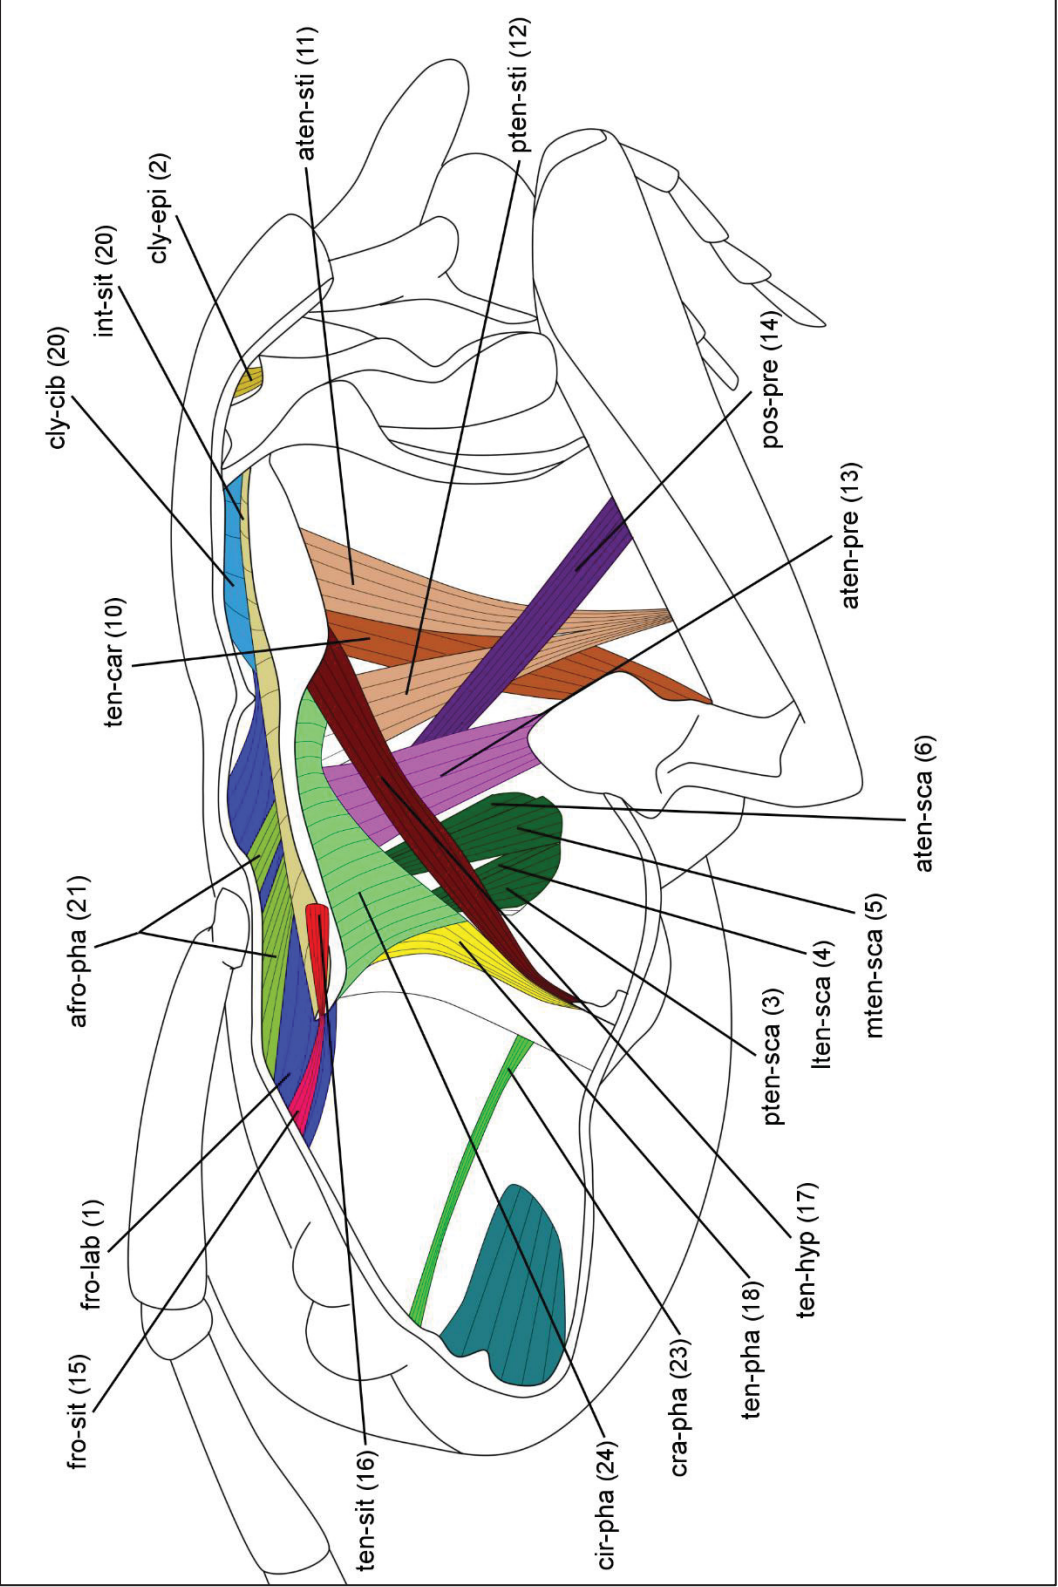 cly-cib (20)
fro-sit (15)
afro-pha (21)
fro-lab (1)
int-sit (20)
ten-car (10)
cly-epi (2)
aten-sti (11)
ten-sit (16)
pten-sti (12)
cir-pha (24)
cra-pha (23)
ten-pha (18)
pten-sca (3)
pos-pre (14)
ten-hyp (17)
lten-sca (4)
aten-pre (13)
mten-sca (5)
aten-sca (6)